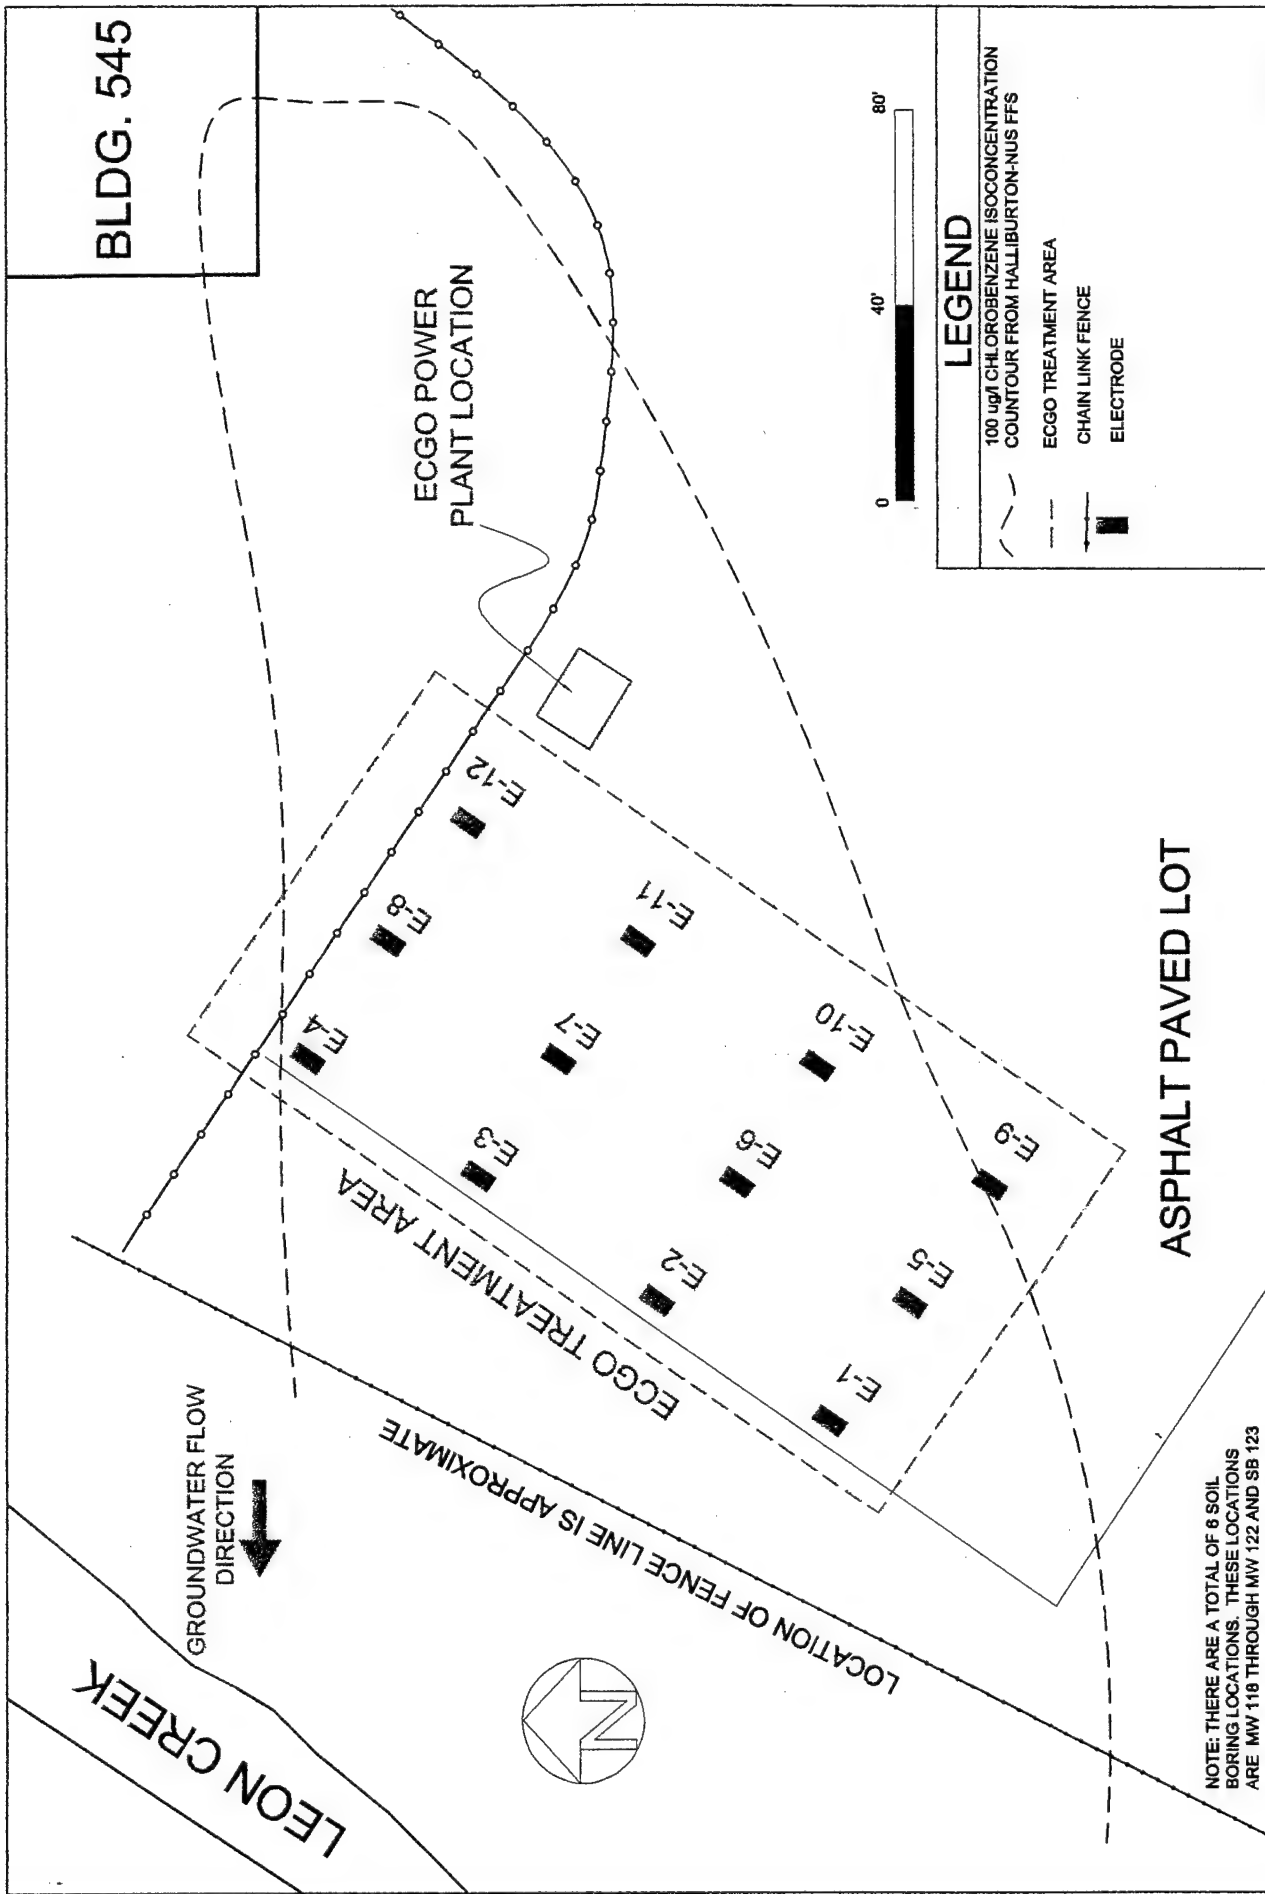 LEON CREEK
GROUNDWATER FLOW
DIRECTION
BLDG. 545
ECGO POWER
PLANT LOCATION
N
LOCATION OF FENCE LINE IS APPROXIMATE
ECGO TREATMENT AREA
E-4
E-8
E-12
E-3
E-7
E-11
E-2
E-6
E-10
E-1
E-5
E-9
ASPHALT PAVED LOT
0
40'
80'
LEGEND
100 ug/l CHLOROBENZENE ISOCONCENTRATION
COUNTOUR FROM HALLIBURTON-NUS FFS
ECGO TREATMENT AREA
CHAIN LINK FENCE
ELECTRODE
NOTE: THERE ARE A TOTAL OF 6 SOIL
BORING LOCATIONS. THESE LOCATIONS
ARE MW 118 THROUGH MW 122 AND SB 123